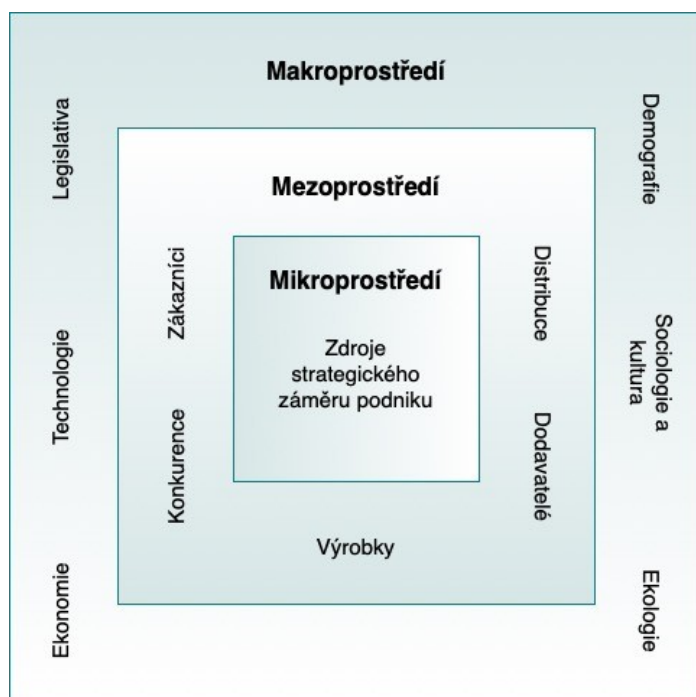 Makroprostředí
Legislativa
Demografie
Mezoprostředí
Zákazníci
Distribuce
Mikroprostředí
Zdroje
strategického
záměru podniku
Technologie
Sociologie a
kultura
Konkurence
Dodavatelé
Výrobky
Ekonomie
Ekologie